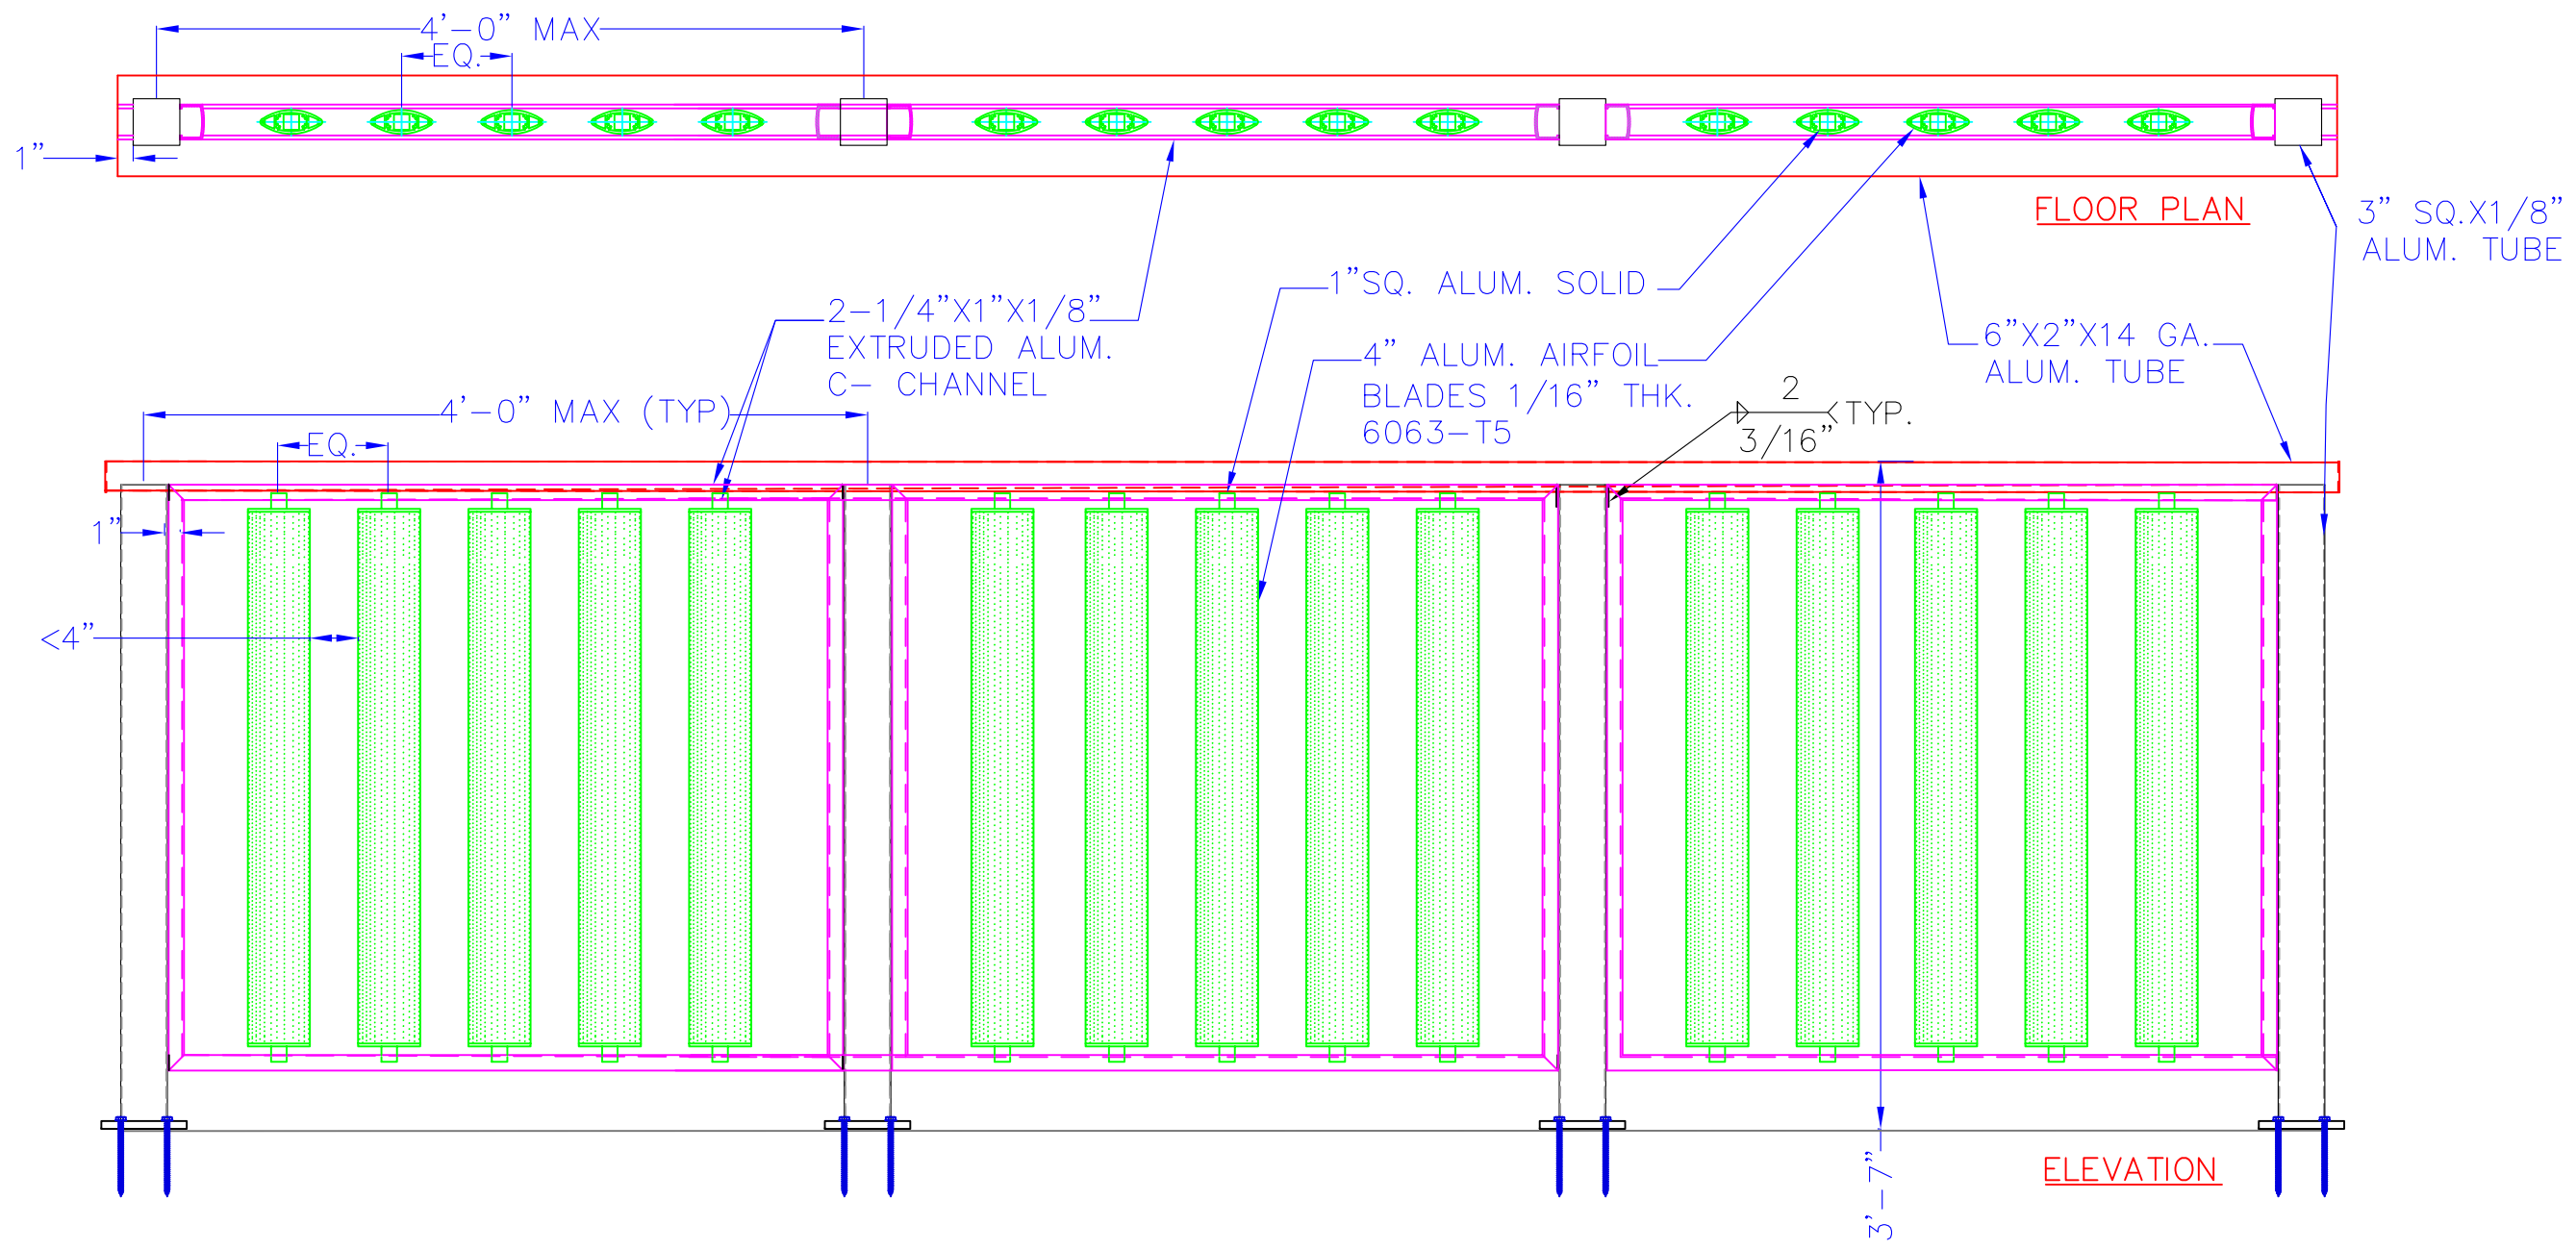 4'-0" MAX
EQ.
1"
FLOOR PLAN
3" SQ.X1/8"
ALUM. TUBE
1"SQ. ALUM. SOLID
2-1/4"X1"X1/8"
EXTRUDED ALUM.
C- CHANNEL
4" ALUM. AIRFOIL
BLADES 1/16" THK.
6063-T5
6"X2"X14 GA.
ALUM. TUBE
2
3/16"
TYP.
4'-0" MAX (TYP)
EQ.
1"
<4"
3'-7"
ELEVATION